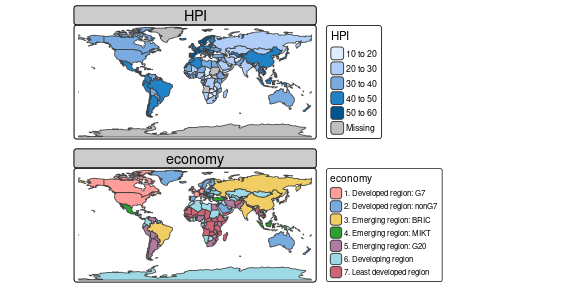 HPI
HPI
10 to 20
20 to 30
30 to 40
40 to 50
50 to 60
Missing
economy
economy
1. Developed region: G7
2. Developed region: nonG7
3. Emerging region: BRIC
4. Emerging region: MIKT
5. Emerging region: G20
6. Developing region
7. Least developed region